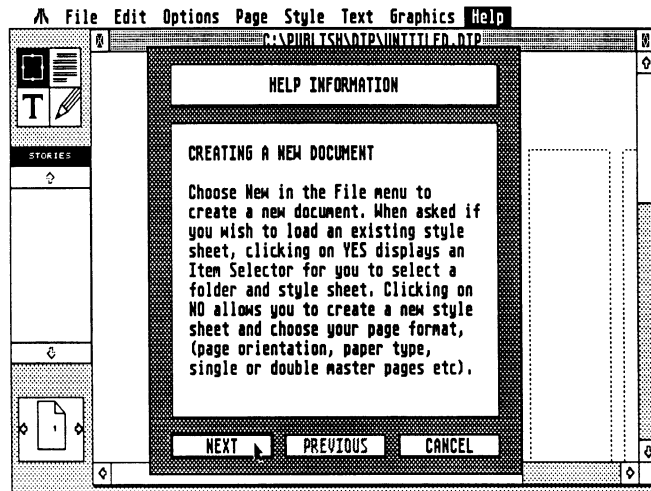 File Edit Options Page Style Text Graphics Help
C:\PUBLISH\DTP\UNTITLED.DTP
HELP INFORMATION
T
STORIES
CREATING A NEW DOCUMENT
Choose New in the File menu to
create a new document. When asked if
you wish to load an existing style
sheet, clicking on YES displays an
Item Selector for you to select a
folder and style sheet. Clicking on
NO allows you to create a new style
sheet and choose your page format,
(page orientation, paper type,
single or double master pages etc).
1
NEXT PREVIOUS CANCEL